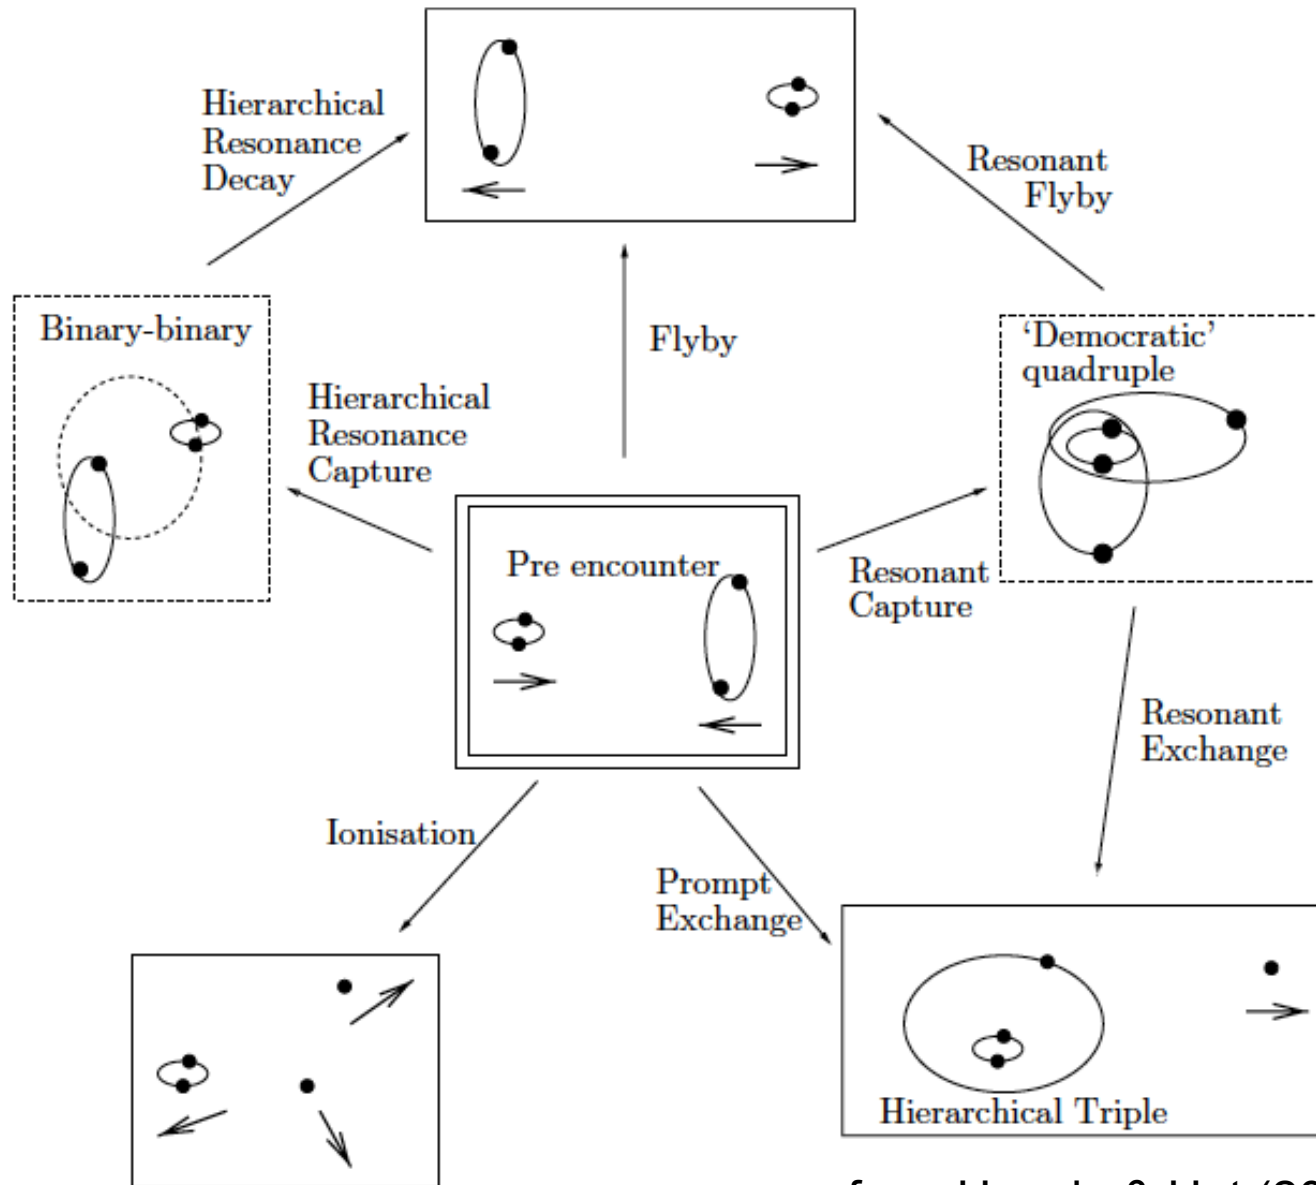 Hierarchical
Resonance
Decay
Resonant
Flyby
Binary-binary
Flyby
'Democratic'
quadruple
Hierarchical
Resonance
Capture
Pre encounter
Resonant
Capture
Resonant
Exchange
Ionisation
Prompt
Exchange
Hierarchical Triple